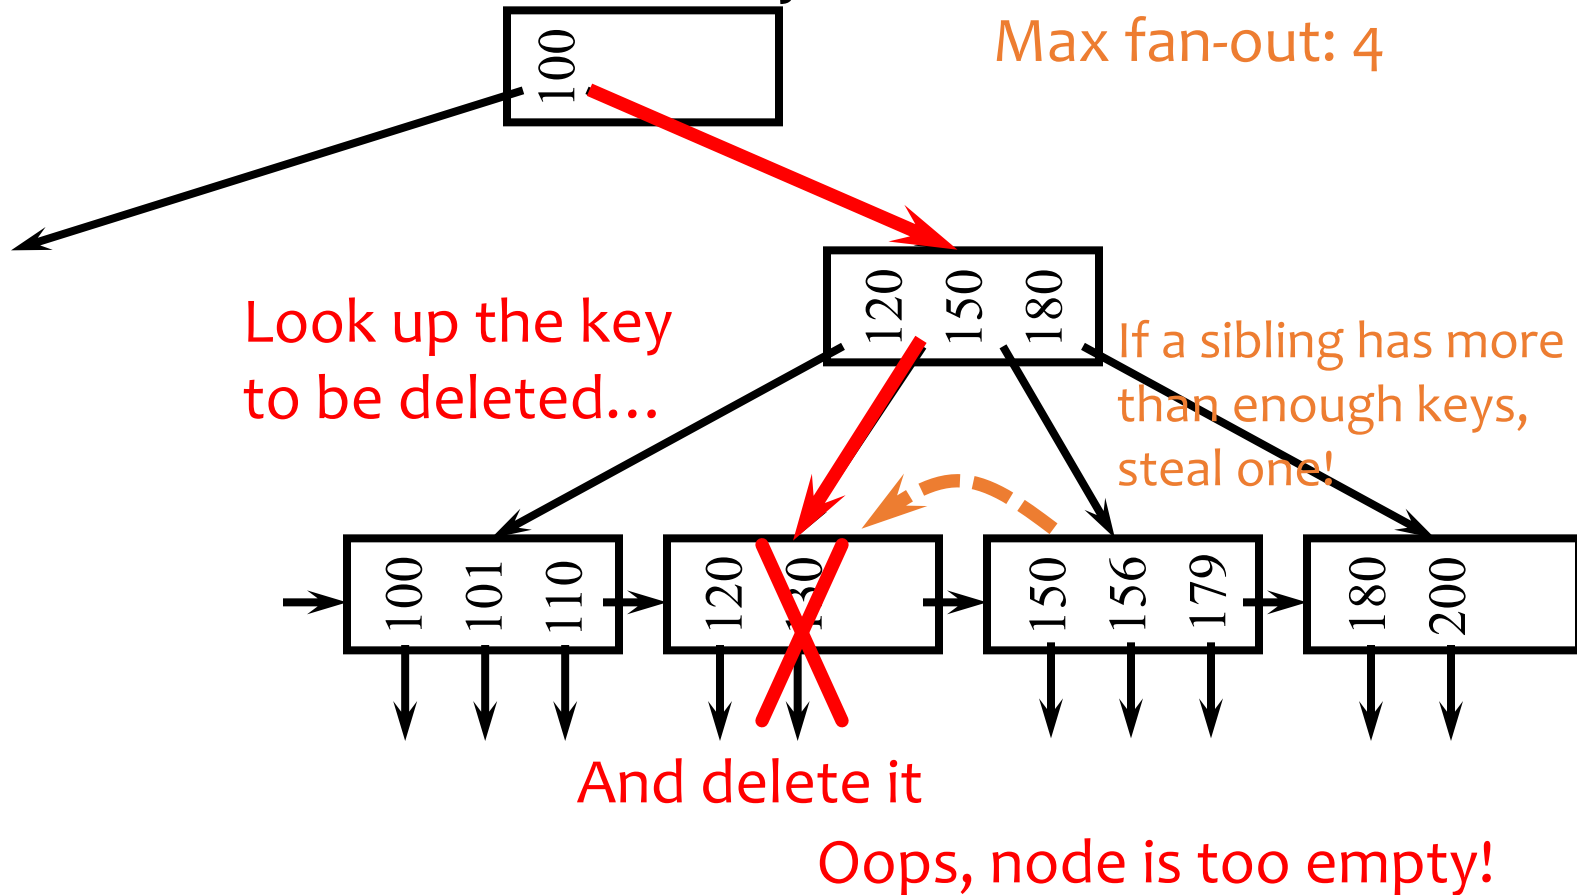 100
Max fan-out: 4
120 150 180
Look up the key
to be deleted...
If a sibling has more
than enough keys,
steal one!
100 101 110
120 130
150 156 179
180 200
And delete it
Oops, node is too empty!